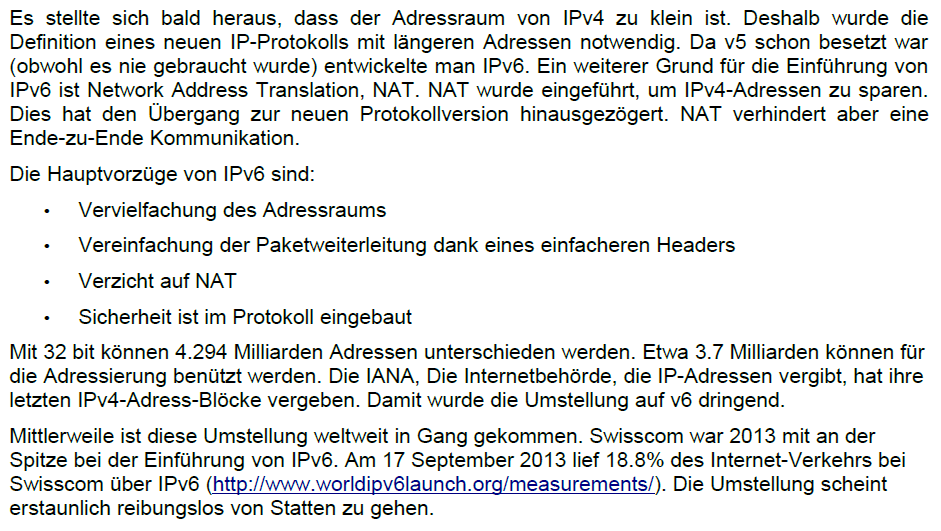 Es stellte sich bald heraus, dass der Adressraum von IPv4 zu klein ist. Deshalb wurde die
Definition eines neuen IP-Protokolls mit längeren Adressen notwendig. Da v5 schon besetzt war
(obwohl es nie gebraucht wurde) entwickelte man IPv6. Ein weiterer Grund für die Einführung von
IPv6 ist Network Address Translation, NAT. NAT wurde eingeführt, um IPv4-Adressen zu sparen.
Dies hat den Übergang zur neuen Protokollversion hinausgezögert. NAT verhindert aber eine
Ende-zu-Ende Kommunikation.
Die Hauptvorzüge von IPv6 sind:
• Vervielfachung des Adressraums
• Vereinfachung der Paketweiterleitung dank eines einfacheren Headers
• Verzicht auf NAT
• Sicherheit ist im Protokoll eingebaut
Mit 32 bit können 4.294 Milliarden Adressen unterschieden werden. Etwa 3.7 Milliarden können für
die Adressierung benützt werden. Die IANA, Die Internetbehörde, die IP-Adressen vergibt, hat ihre
letzten IPv4-Adress-Blöcke vergeben. Damit wurde die Umstellung auf v6 dringend.
Mittlerweile ist diese Umstellung weltweit in Gang gekommen. Swisscom war 2013 mit an der
Spitze bei der Einführung von IPv6. Am 17 September 2013 lief 18.8% des Internet-Verkehrs bei
Swisscom über IPv6 (http://www.worldipv6launch.org/measurements/). Die Umstellung scheint
erstaunlich reibungslos von Statten zu gehen.